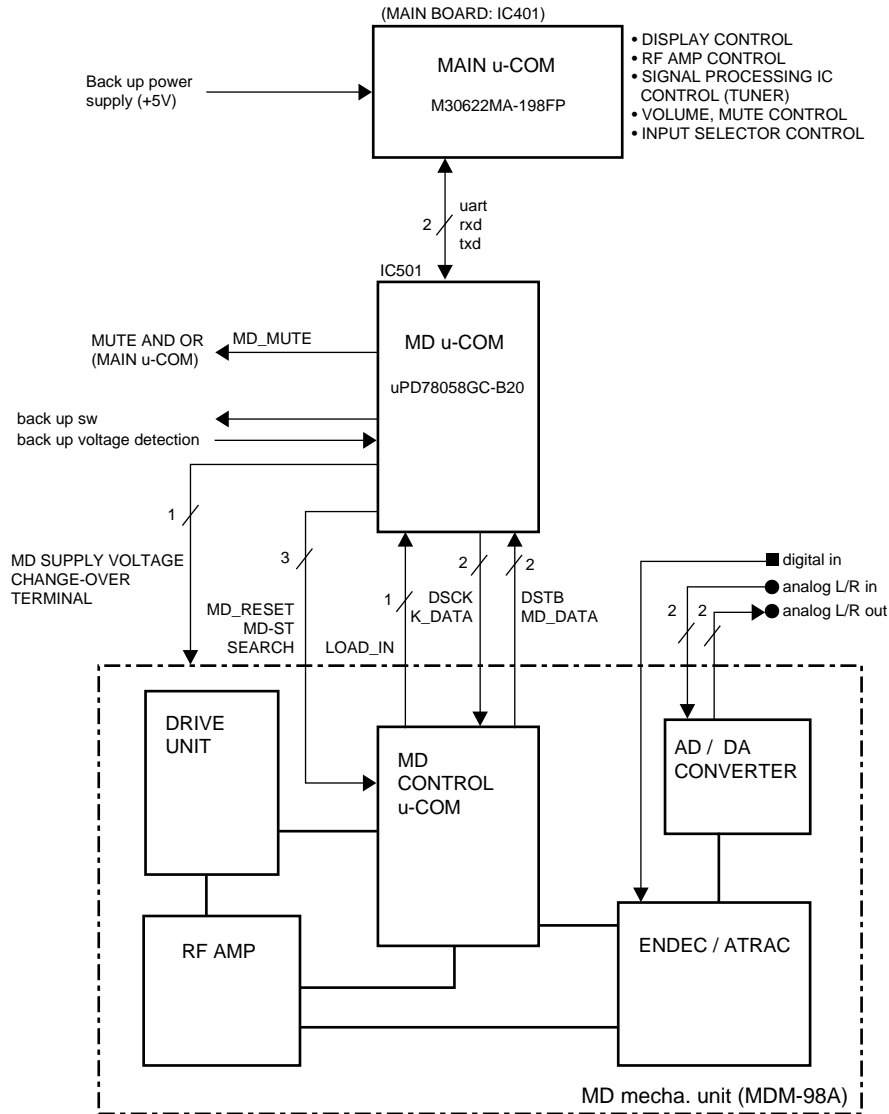 (MAIN BOARD: IC401)
MAIN u-COM
M30622MA-198FP
• DISPLAY CONTROL
• RF AMP CONTROL
• SIGNAL PROCESSING IC
CONTROL (TUNER)
• VOLUME, MUTE CONTROL
• INPUT SELECTOR CONTROL
Back up power
supply (+5V)
2
uart
rxd
txd
IC501
MD u-COM
uPD78058GC-B20
MUTE AND OR
(MAIN u-COM)
MD_MUTE
back up sw
back up voltage detection
1
MD SUPPLY VOLTAGE
CHANGE-OVER
TERMINAL
3
MD_RESET
MD-ST
SEARCH
1
LOAD_IN
2
DSCK
K_DATA
2
DSTB
MD_DATA
digital in
analog L/R in
analog L/R out
2
2
DRIVE
UNIT
MD
CONTROL
u-COM
AD / DA
CONVERTER
RF AMP
ENDEC / ATRAC
MD mecha. unit (MDM-98A)